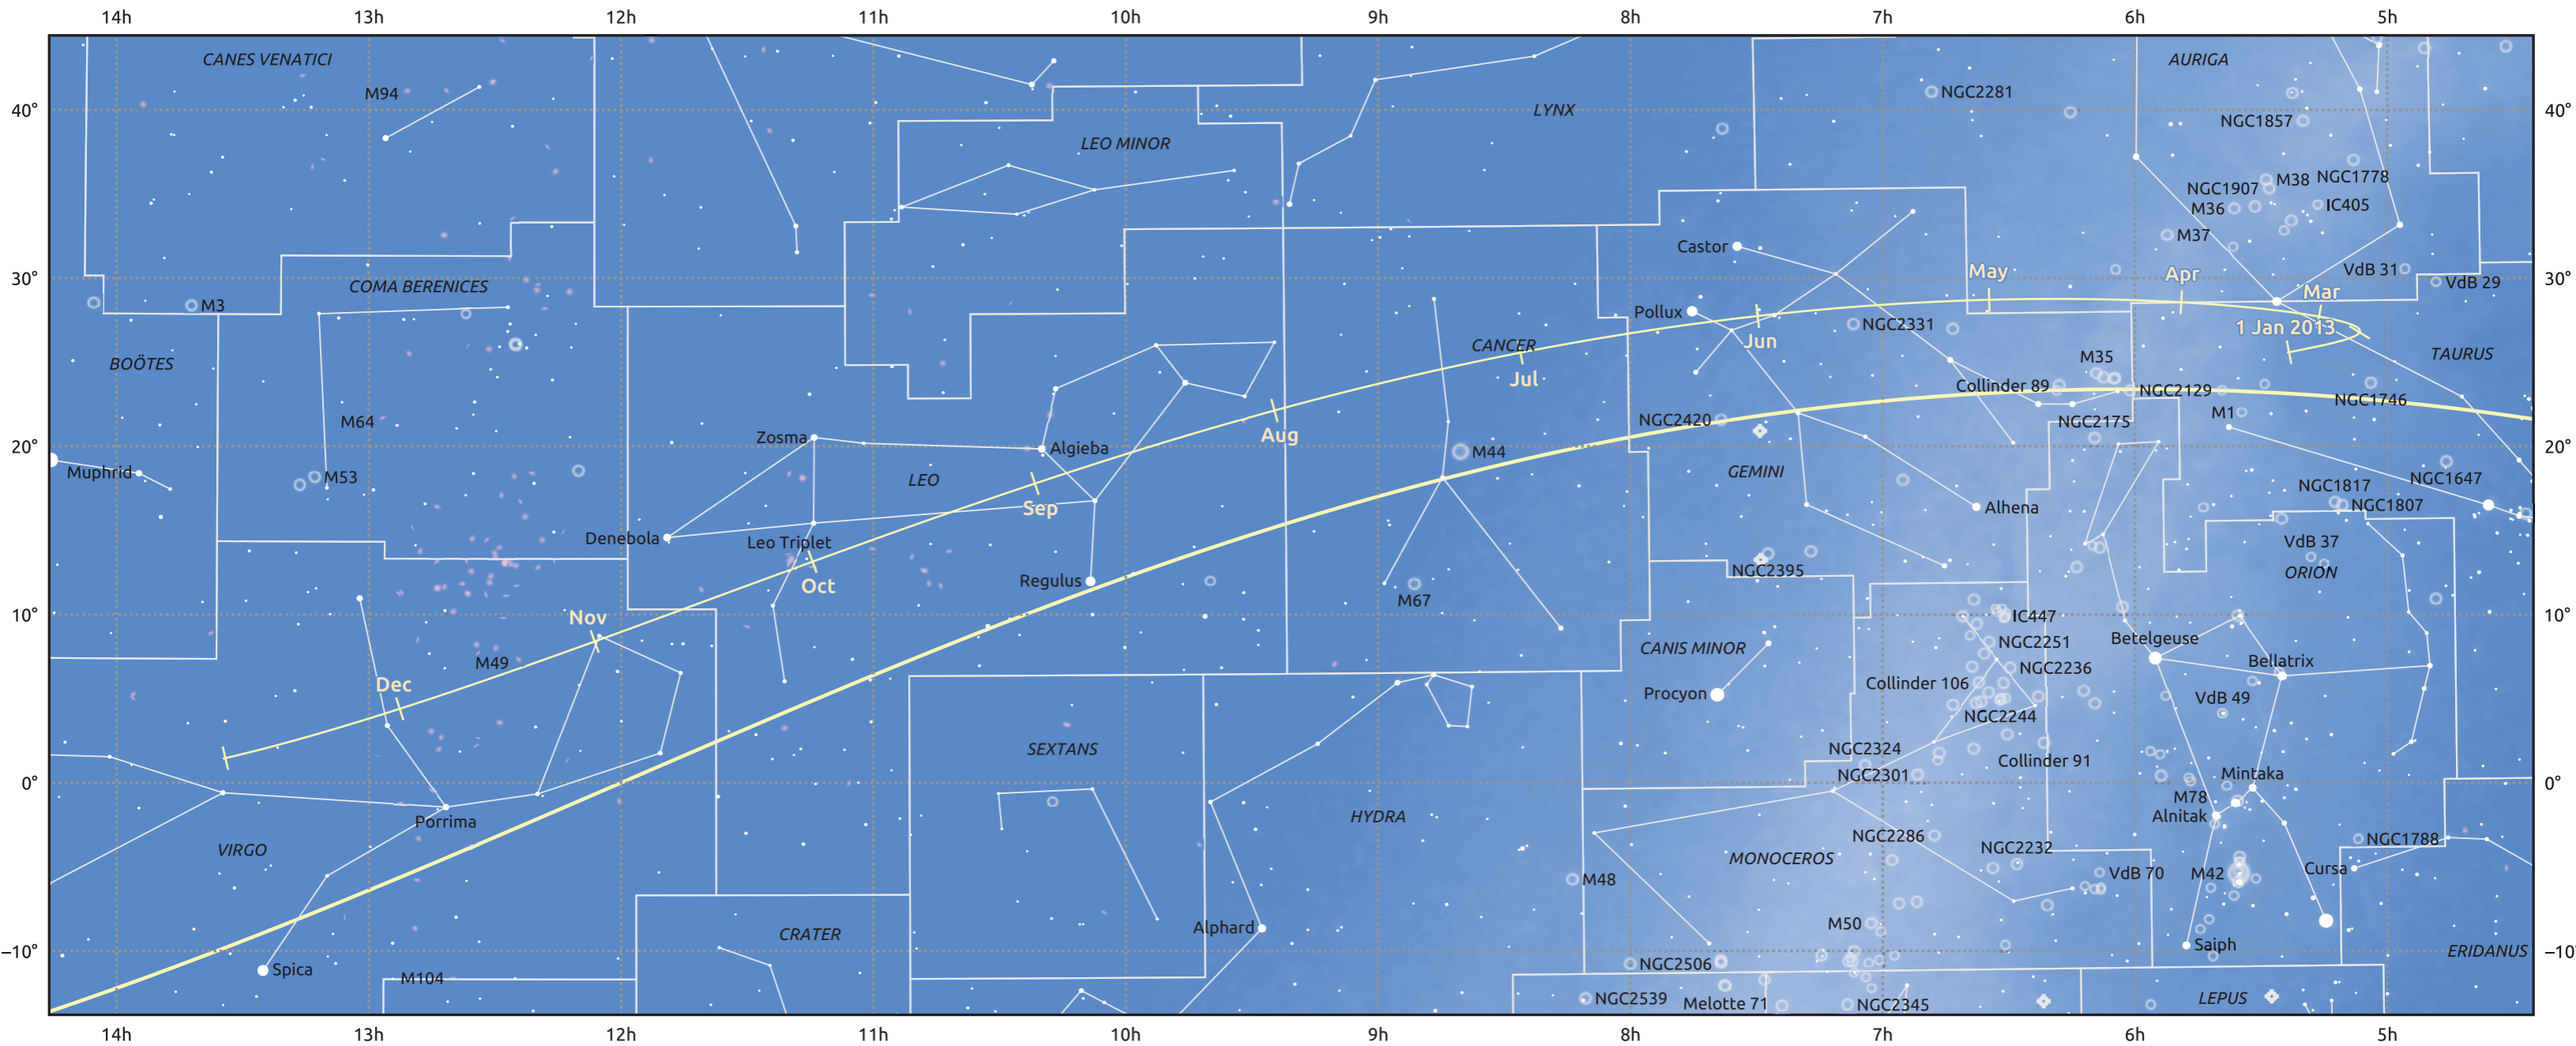 14h 13h 12h 11h 10h 9h 8h 7h 6h 5h
CANES VENATICI
AURIGA
M94
NGC2281
40°
LYNX
40°
NGC1857
LEO MINOR
M38
NGC1778
NGC1907
M36
IC405
M37
Castor
30°
May
Apr
VdB 31
30°
COMA BERENICES
VdB 29
Mar
M3
Pollux
NGC2331
1 Jan 2013
Jun
CANCER
BOÖTES
M35
TAURUS
Jul
Collinder 89
NGC2129
NGC1746
M64
NGC2420
NGC2175
M1
Aug
Zosma
Algieba
20°
M44
20°
Muphrid
GEMINI
M53
LEO
NGC1647
NGC1817
Sep
Alhena
NGC1807
Denebola
Leo Triplet
VdB 37
NGC2395
ORION
Regulus
Oct
M67
10°
Nov
IC447
10°
Betelgeuse
NGC2251
CANIS MINOR
M49
Bellatrix
NGC2236
Dec
Collinder 106
Procyon
VdB 49
NGC2244
SEXTANS
NGC2324
Collinder 91
NGC2301
Mintaka
0°
0°
M78
HYDRA
Alnitak
Porrima
NGC2286
NGC1788
VIRGO
NGC2232
MONOCEROS
Cursa
M48
VdB 70
M42
M50
Alphard
CRATER
Saiph
−10°
ERIDANUS
−10°
NGC2506
Spica
M104
NGC2539
Melotte 71
NGC2345
LEPUS
14h 13h 12h 11h 10h 9h 8h 7h 6h 5h